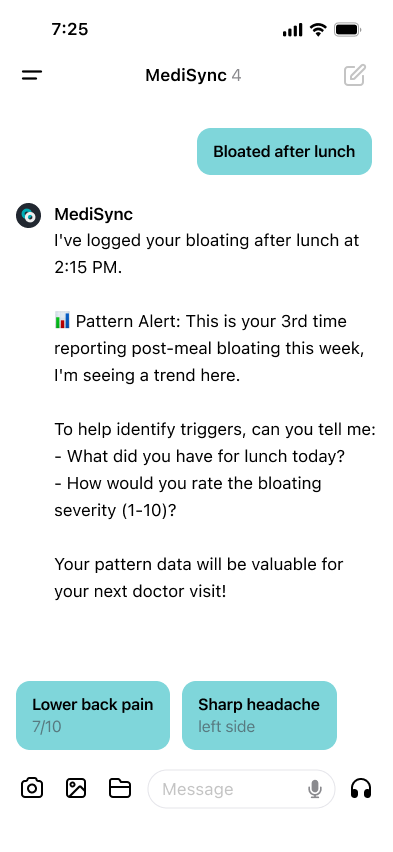 7:25
MediSync 4
Bloated after lunch
MediSync
I've logged your bloating after lunch at
2:15 PM.
📊 Pattern Alert: This is your 3rd time
reporting post-meal bloating this week,
I'm seeing a trend here.
To help identify triggers, can you tell me:
- What did you have for lunch today?
- How would you rate the bloating
severity (1-10)?
Your pattern data will be valuable for
your next doctor visit!
Lower back pain
7/10
Sharp headache
left side
Message